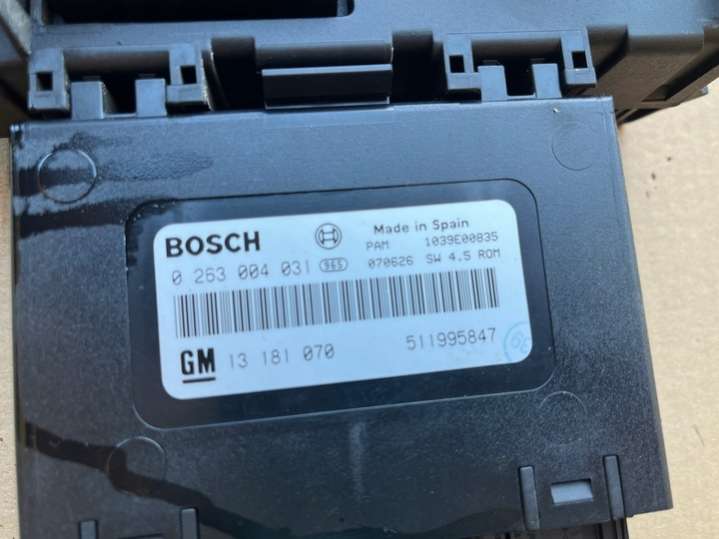 BOSCH
Made in Spain
PAM 1039E00835
0 263 004 031 965 070626 SW 4.5 ROM
GM 13 181 070 511995847